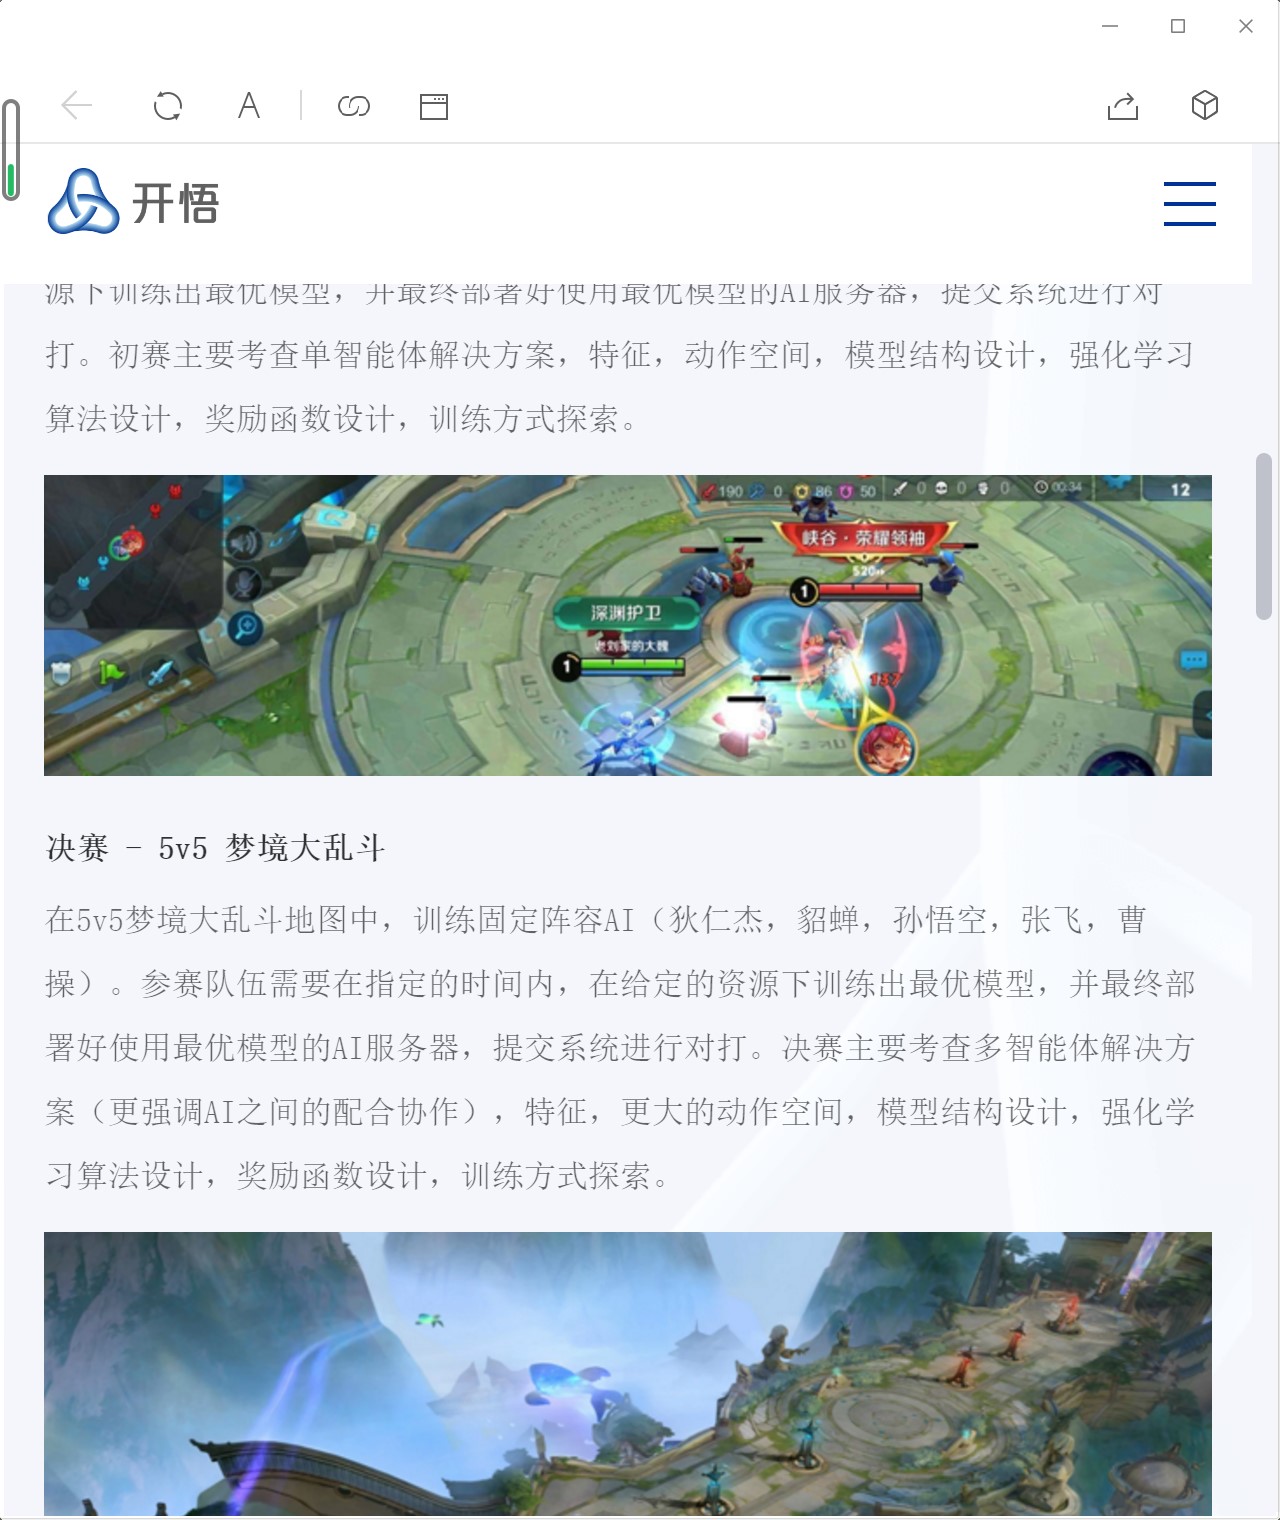 开悟
源下训练出最优模型，并最终部署好使用最优模型的AI服务器，提交系统进行对
打。初赛主要考查单智能体解决方案，特征，动作空间，模型结构设计，强化学习
算法设计，奖励函数设计，训练方式探索。
190 0 86 50 0 0 0 00:34 12
峡谷·荣耀领袖
520
1
深渊护卫
老刘家的大魏
1
137
决赛 - 5v5 梦境大乱斗
在5v5梦境大乱斗地图中，训练固定阵容AI（狄仁杰，貂蝉，孙悟空，张飞，曹
操）。参赛队伍需要在指定的时间内，在给定的资源下训练出最优模型，并最终部
署好使用最优模型的AI服务器，提交系统进行对打。决赛主要考查多智能体解决方
案（更强调AI之间的配合协作），特征，更大的动作空间，模型结构设计，强化学
习算法设计，奖励函数设计，训练方式探索。